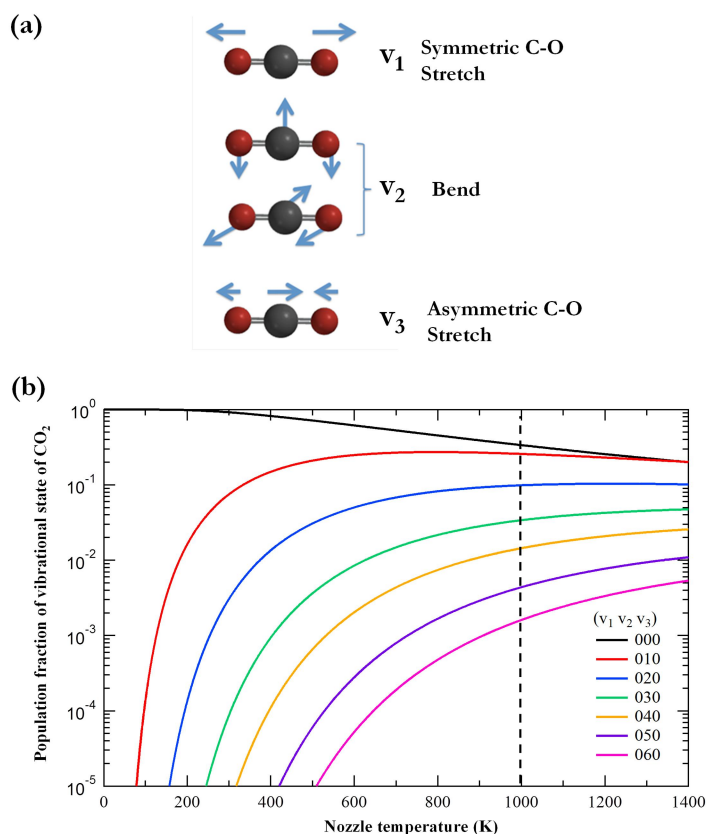 (a)
v₁ Symmetric C-O
Stretch
v₂ Bend
v₃ Asymmetric C-O
Stretch
(b)
Population fraction of vibrational state of CO₂
10⁰
10⁻¹
10⁻²
10⁻³
10⁻⁴
10⁻⁵
(v₁ v₂ v₃)
000
010
020
030
040
050
060
0 200 400 600 800 1000 1200 1400
Nozzle temperature (K)